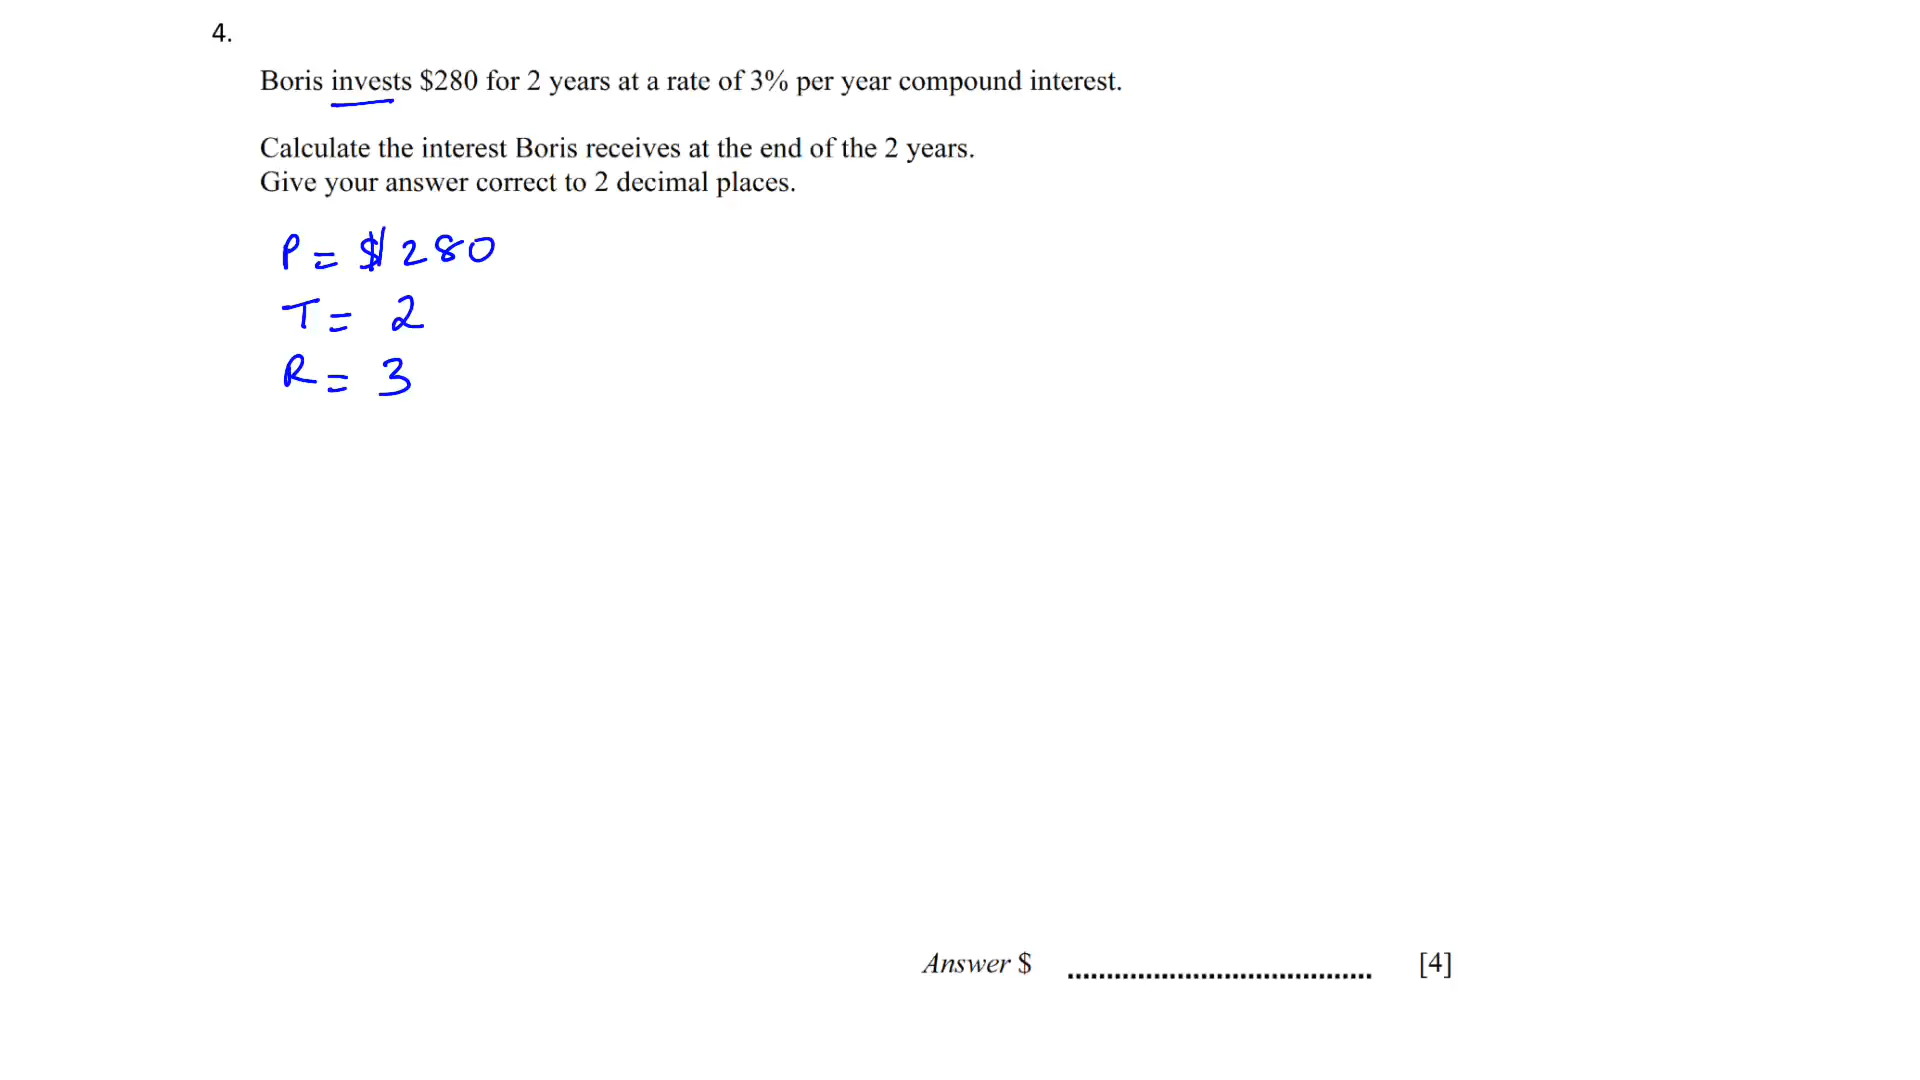 4.
Boris invests $280 for 2 years at a rate of 3% per year compound interest.
Calculate the interest Boris receives at the end of the 2 years.
Give your answer correct to 2 decimal places.
P = $280
T = 2
R = 3
Answer $ ....................................... [4]